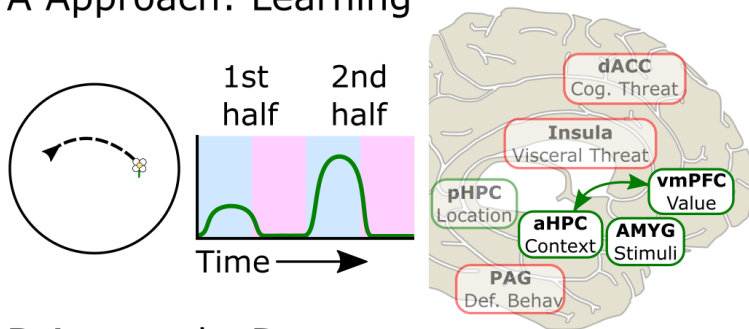 A Approach: Learning
1st
half
2nd
half
Time
dACC
Cog. Threat
Insula
Visceral Threat
pHPC
Location
vmPFC
Value
aHPC
Context
AMYG
Stimuli
PAG
Def. Behav